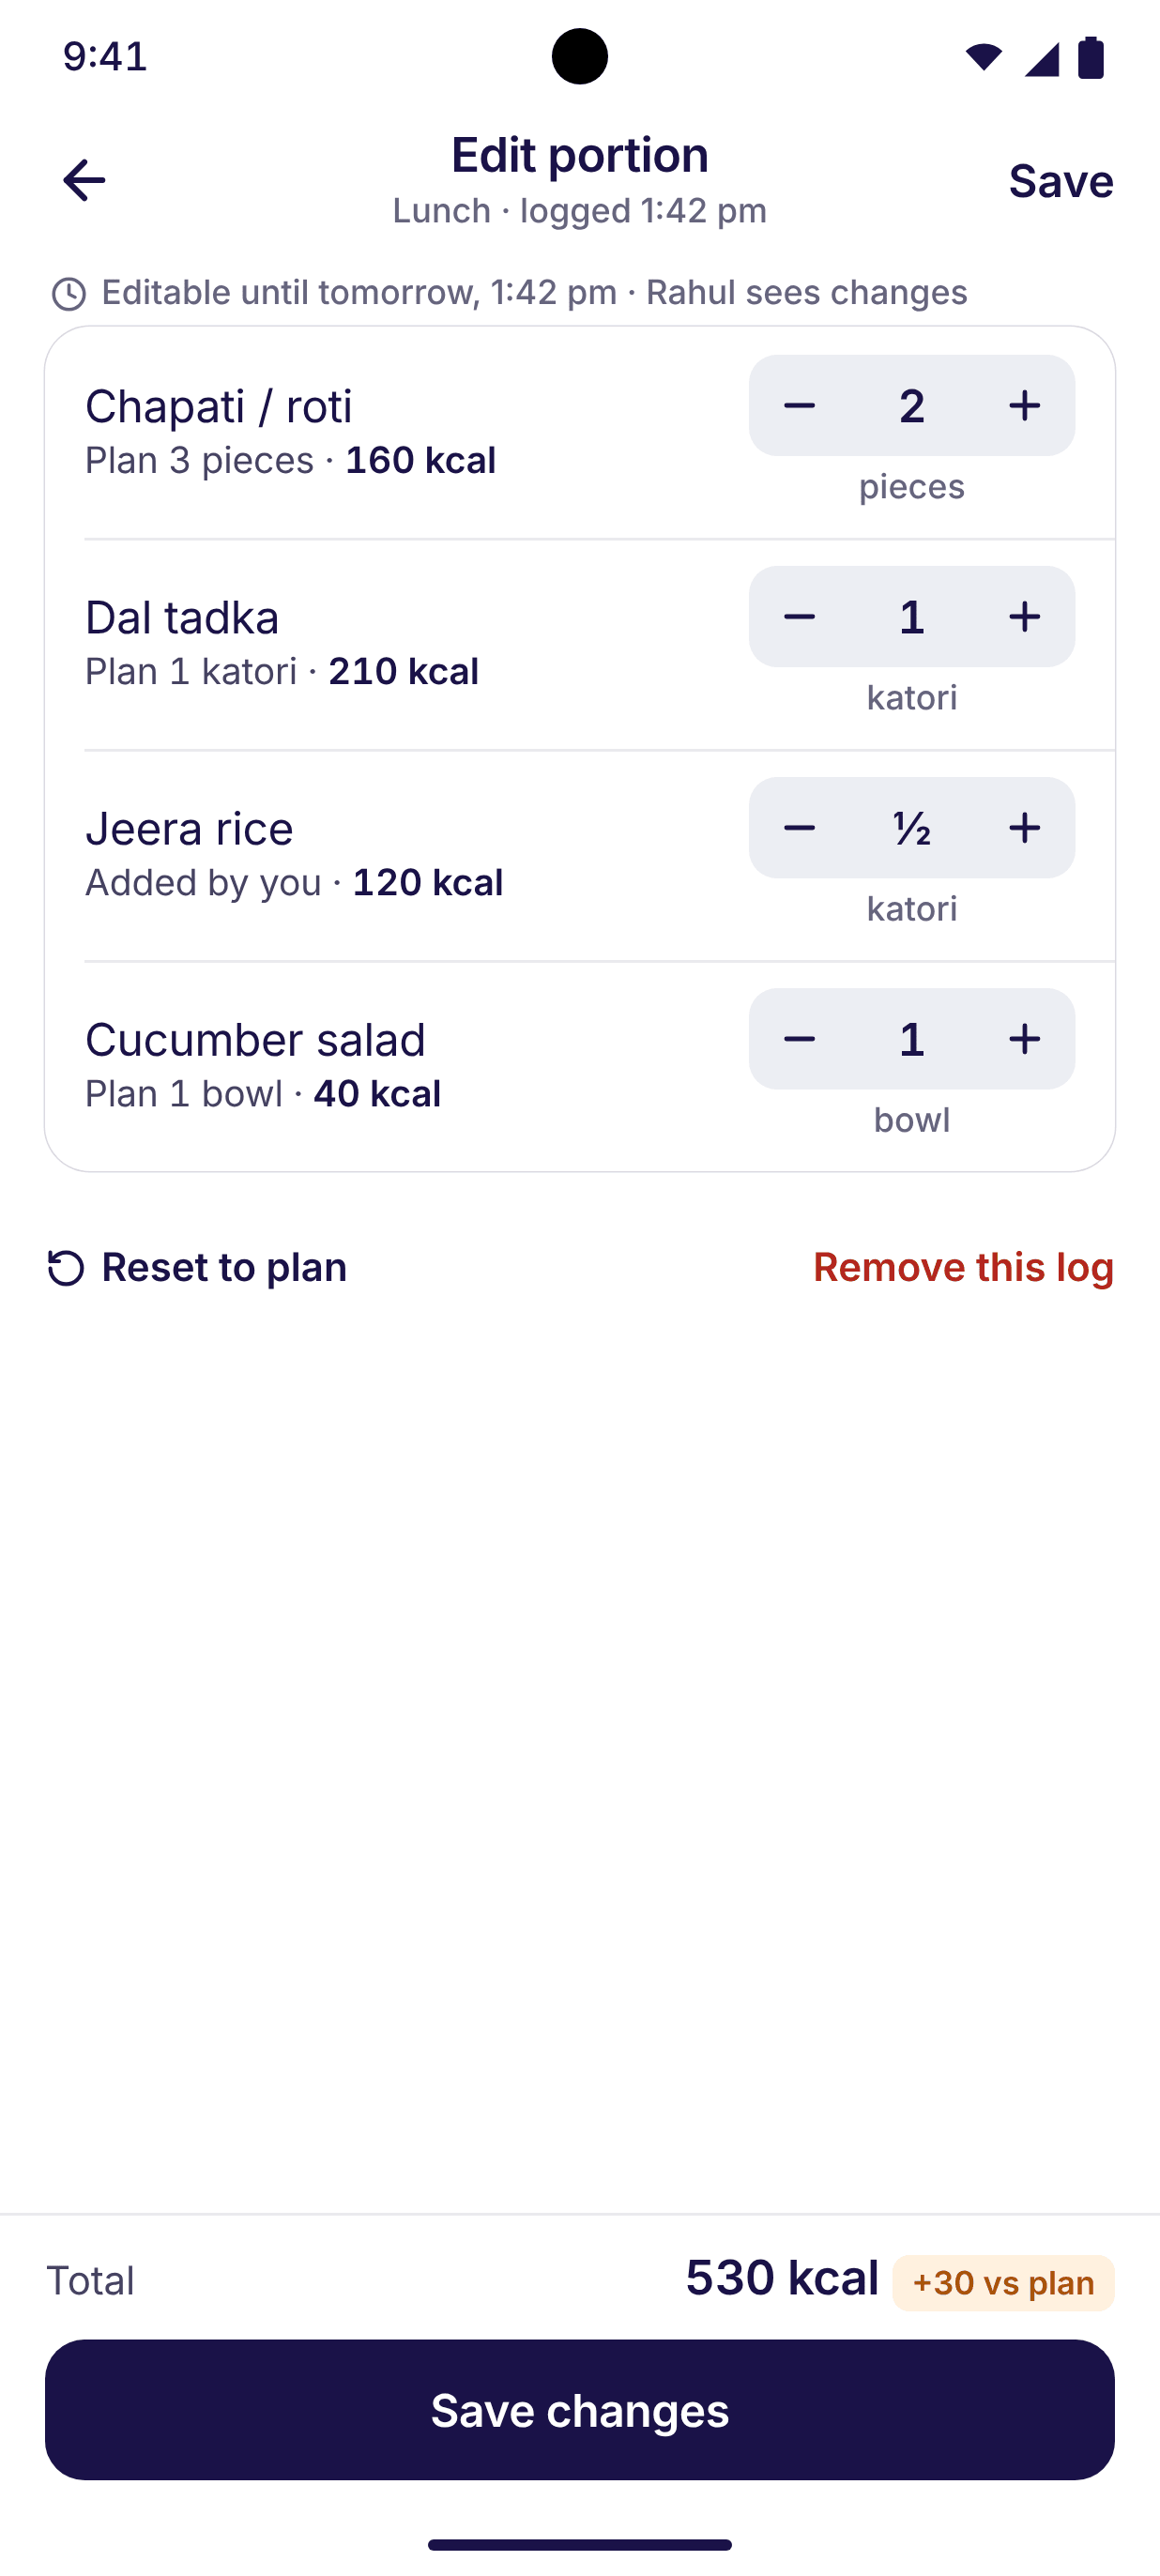 9:41
Edit portion
Save
Lunch · logged 1:42 pm
Editable until tomorrow, 1:42 pm · Rahul sees changes
Chapati / roti
Plan 3 pieces · 160 kcal
2
pieces
Dal tadka
Plan 1 katori · 210 kcal
1
katori
Jeera rice
Added by you · 120 kcal
½
katori
Cucumber salad
Plan 1 bowl · 40 kcal
1
bowl
Reset to plan
Remove this log
Total
530 kcal
+30 vs plan
Save changes